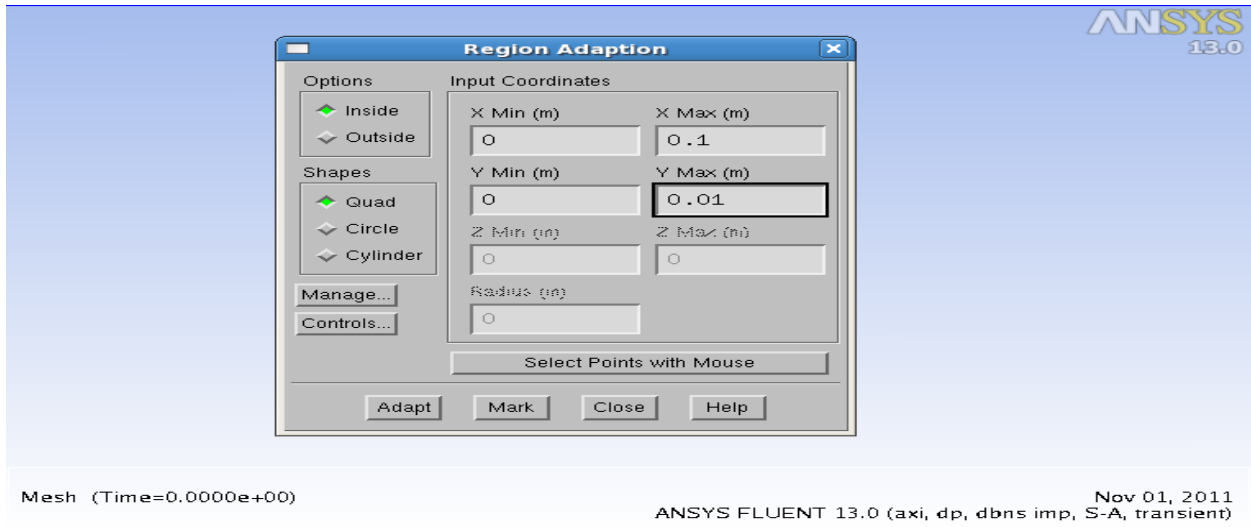 ANSYS
13.0
Region Adaption
Options
Input Coordinates
Inside
Outside
X Min (m)
X Max (m)
0
0.1
Shapes
Y Min (m)
Y Max (m)
Quad
Circle
Cylinder
0
0.01
Z Min (m)
Z Max (m)
0
0
Manage...
Controls...
Radius (m)
0
Select Points with Mouse
Adapt
Mark
Close
Help
Mesh (Time=0.0000e+00)
Nov 01, 2011
ANSYS FLUENT 13.0 (axi, dp, dbns imp, S-A, transient)